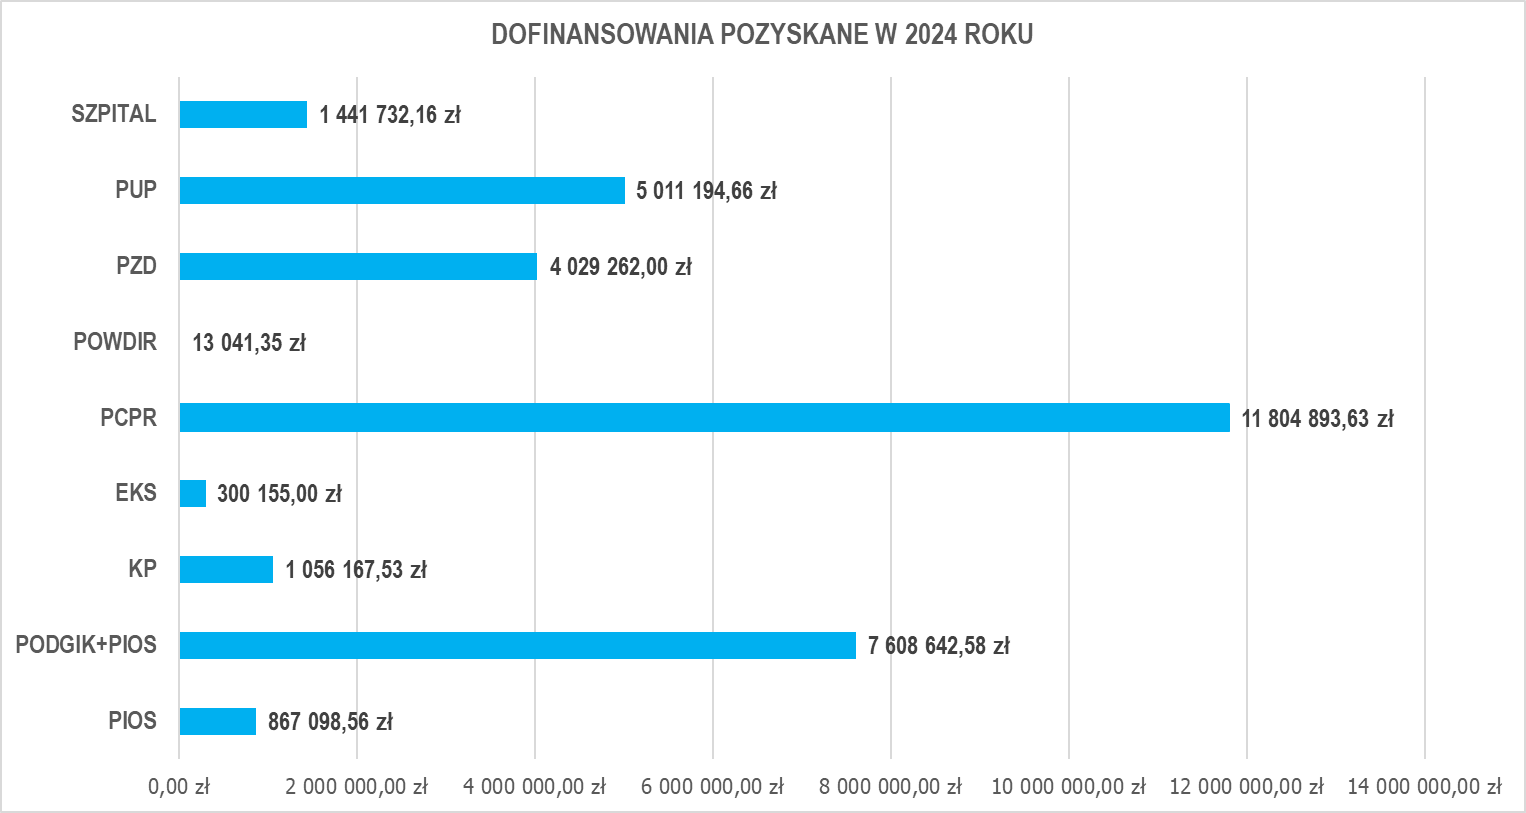 DOFINANSOWANIA POZYSKANE W 2024 ROKU
SZPITAL 1 441 732,16 zł
PUP 5 011 194,66 zł
PZD 4 029 262,00 zł
POWDIR 13 041,35 zł
PCPR 11 804 893,63 zł
EKS 300 155,00 zł
KP 1 056 167,53 zł
PODGIK+PIOS 7 608 642,58 zł
PIOS 867 098,56 zł
0,00 zł 2 000 000,00 zł 4 000 000,00 zł 6 000 000,00 zł 8 000 000,00 zł 10 000 000,00 zł 12 000 000,00 zł 14 000 000,00 zł